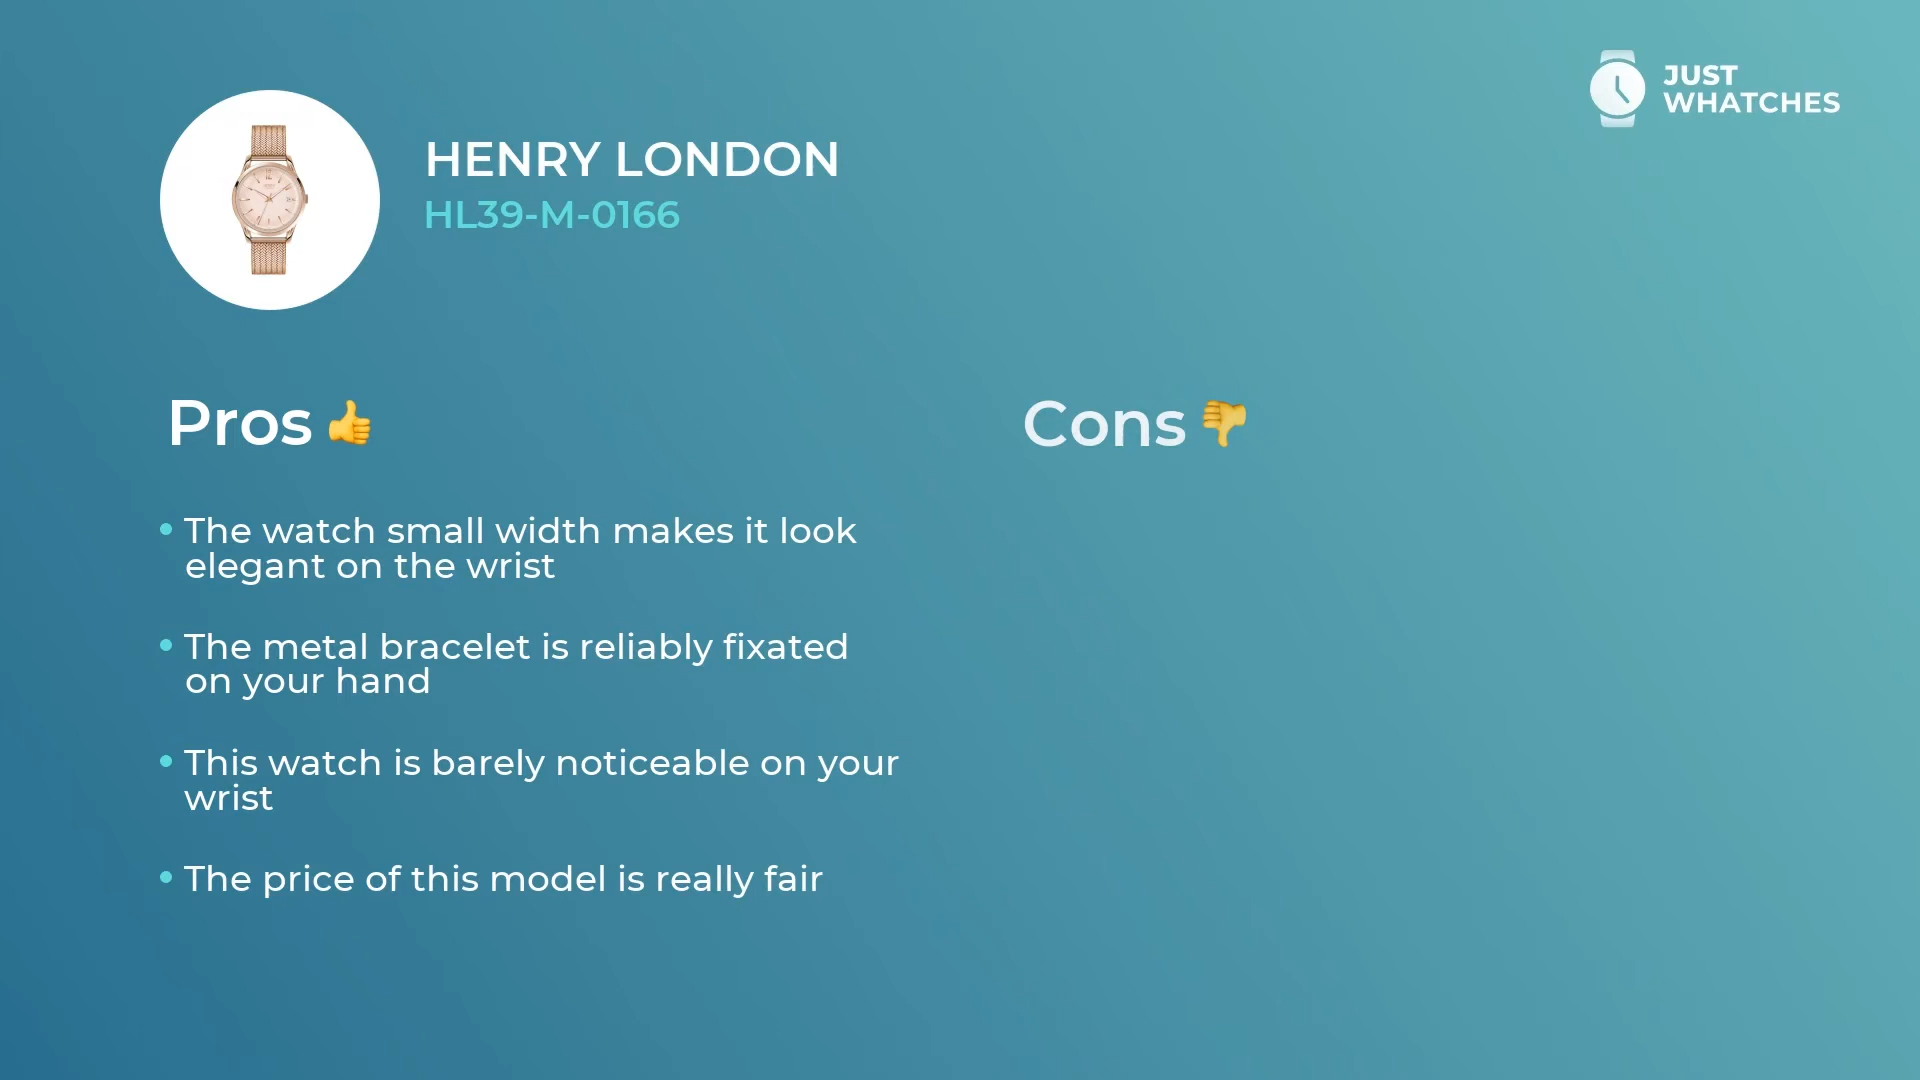 JUST
WHATCHES
HENRY LONDON
HL39-M-0166
Pros 👍
• The watch small width makes it look
elegant on the wrist
• The metal bracelet is reliably fixated
on your hand
• This watch is barely noticeable on your
wrist
• The price of this model is really fair
Cons 👎